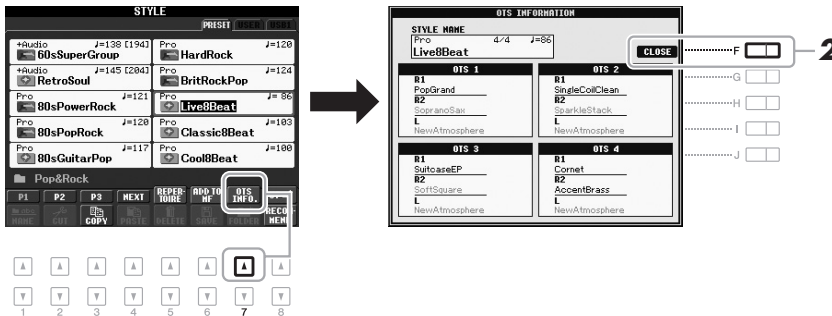 STYLE
PRESET USER USB1
+Audio ♩=138 [194]
60sSuperGroup
Pro ♩=120
HardRock
+Audio ♩=145 [204]
RetroSoul
Pro ♩=124
BritRockPop
Pro ♩=121
80sPowerRock
Pro ♩= 86
Live8Beat
Pro ♩=120
80sPopRock
Pro ♩=103
Classic8Beat
Pro ♩=117
80sGuitarPop
Pro ♩=100
Cool8Beat
Pop&Rock
P1 P2 P3 NEXT REPER-TOIRE ADD TO MF OTS INFO.
NAME CUT COPY PASTE DELETE SAVE FOLDER RECOMMEND
1 2 3 4 5 6 7 8
OTS INFORMATION
STYLE NAME
Pro 4/4 ♩=86
Live8Beat
CLOSE
F
2
G
H
I
J
OTS 1
R1
PopGrand
R2
SopranoSax
L
NewAtmosphere
OTS 2
R1
SingleCoilClean
R2
SparkleStack
L
NewAtmosphere
OTS 3
R1
SuitcaseEP
R2
SoftSquare
L
NewAtmosphere
OTS 4
R1
Cornet
R2
AccentBrass
L
NewAtmosphere